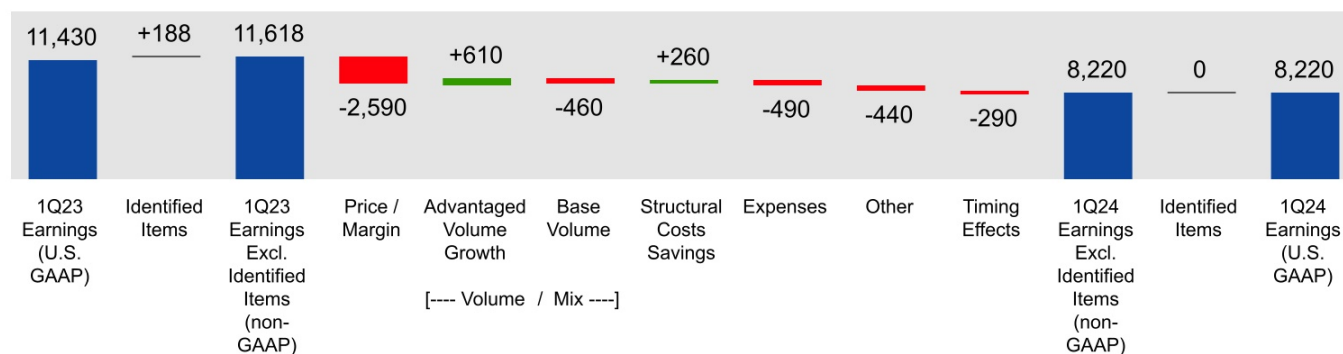 11,430
+188
11,618
-2,590
+610
-460
+260
-490
-440
-290
8,220
0
8,220
1Q23
Earnings
(U.S.
GAAP)
Identified
Items
1Q23
Earnings
Excl.
Identified
Items
(non-
GAAP)
Price /
Margin
Advantaged
Volume
Growth
Base
Volume
[---- Volume / Mix ----]
Structural
Costs
Savings
Expenses
Other
Timing
Effects
1Q24
Earnings
Excl.
Identified
Items
(non-
GAAP)
Identified
Items
1Q24
Earnings
(U.S.
GAAP)